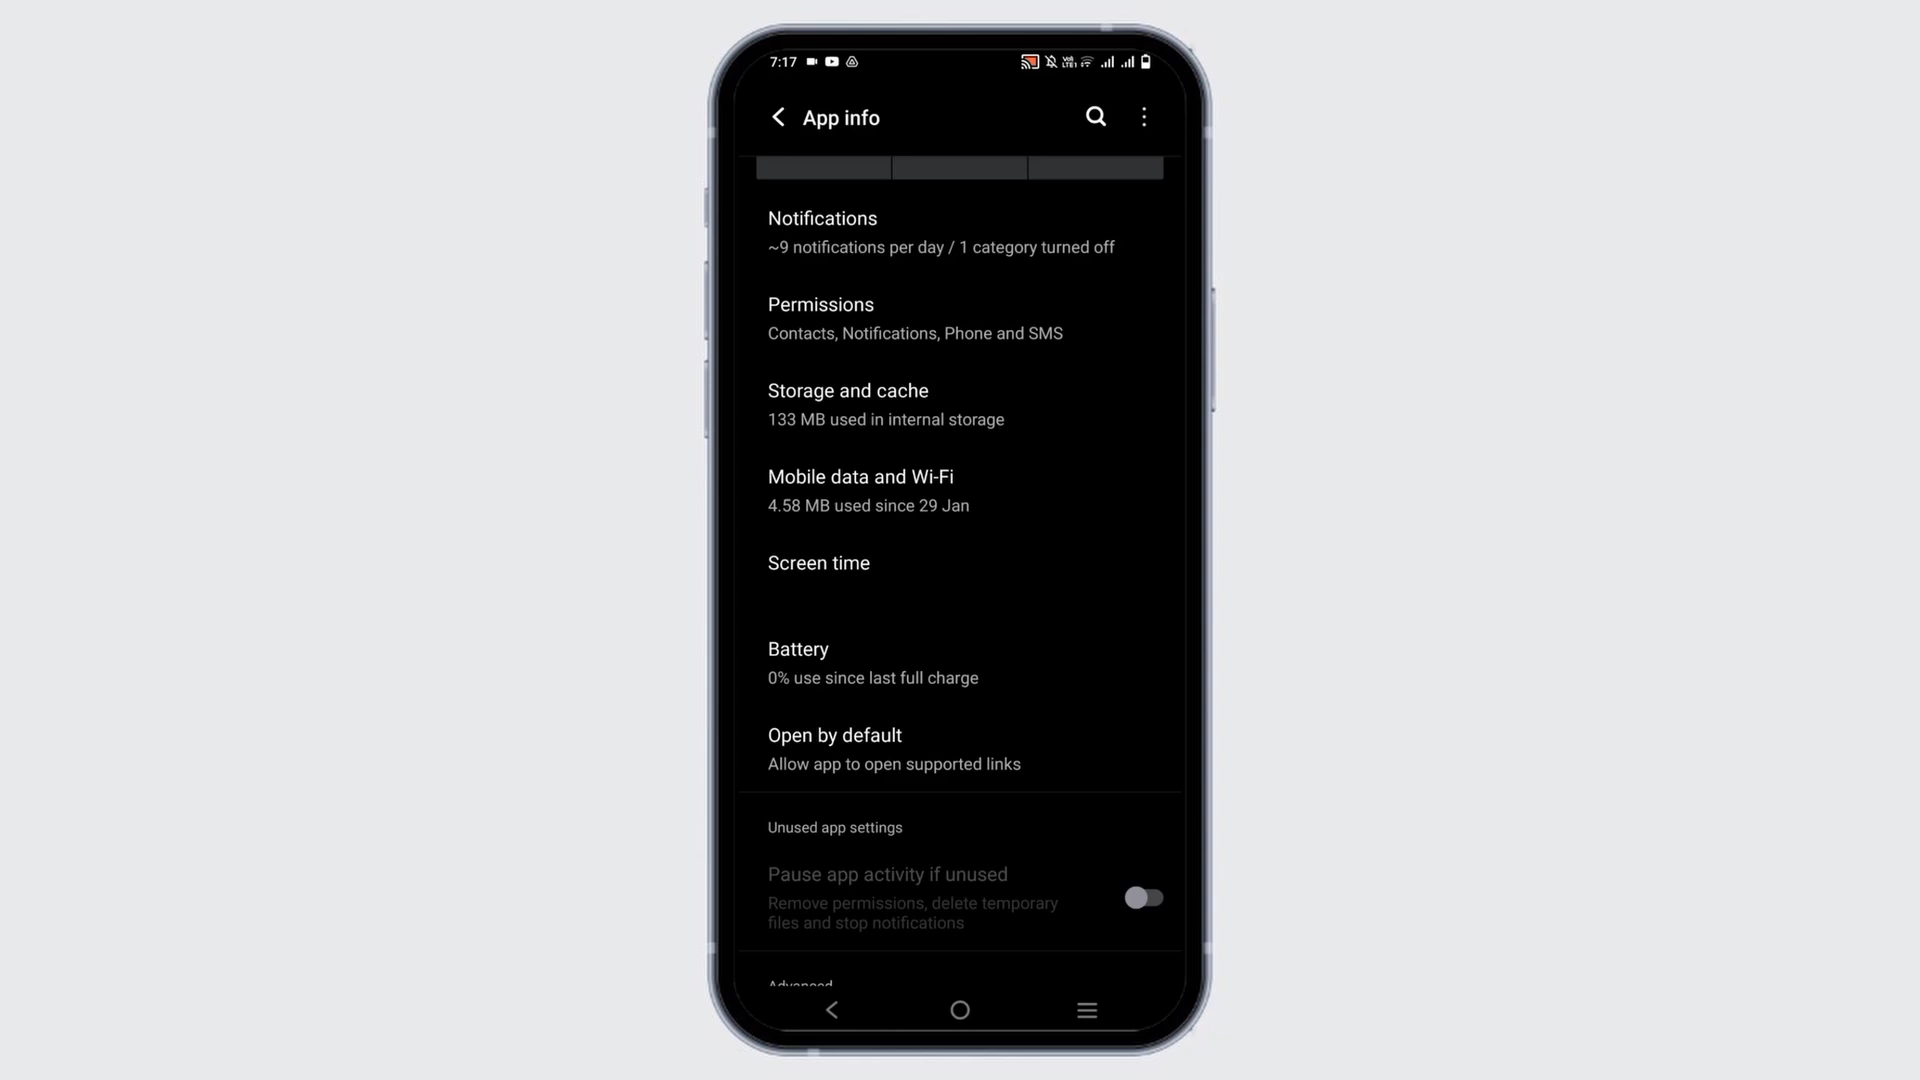 7:17
App info
Notifications
~9 notifications per day / 1 category turned off
Permissions
Contacts, Notifications, Phone and SMS
Storage and cache
133 MB used in internal storage
Mobile data and Wi-Fi
4.58 MB used since 29 Jan
Screen time
Battery
0% use since last full charge
Open by default
Allow app to open supported links
Unused app settings
Pause app activity if unused
Remove permissions, delete temporary
files and stop notifications
Advanced